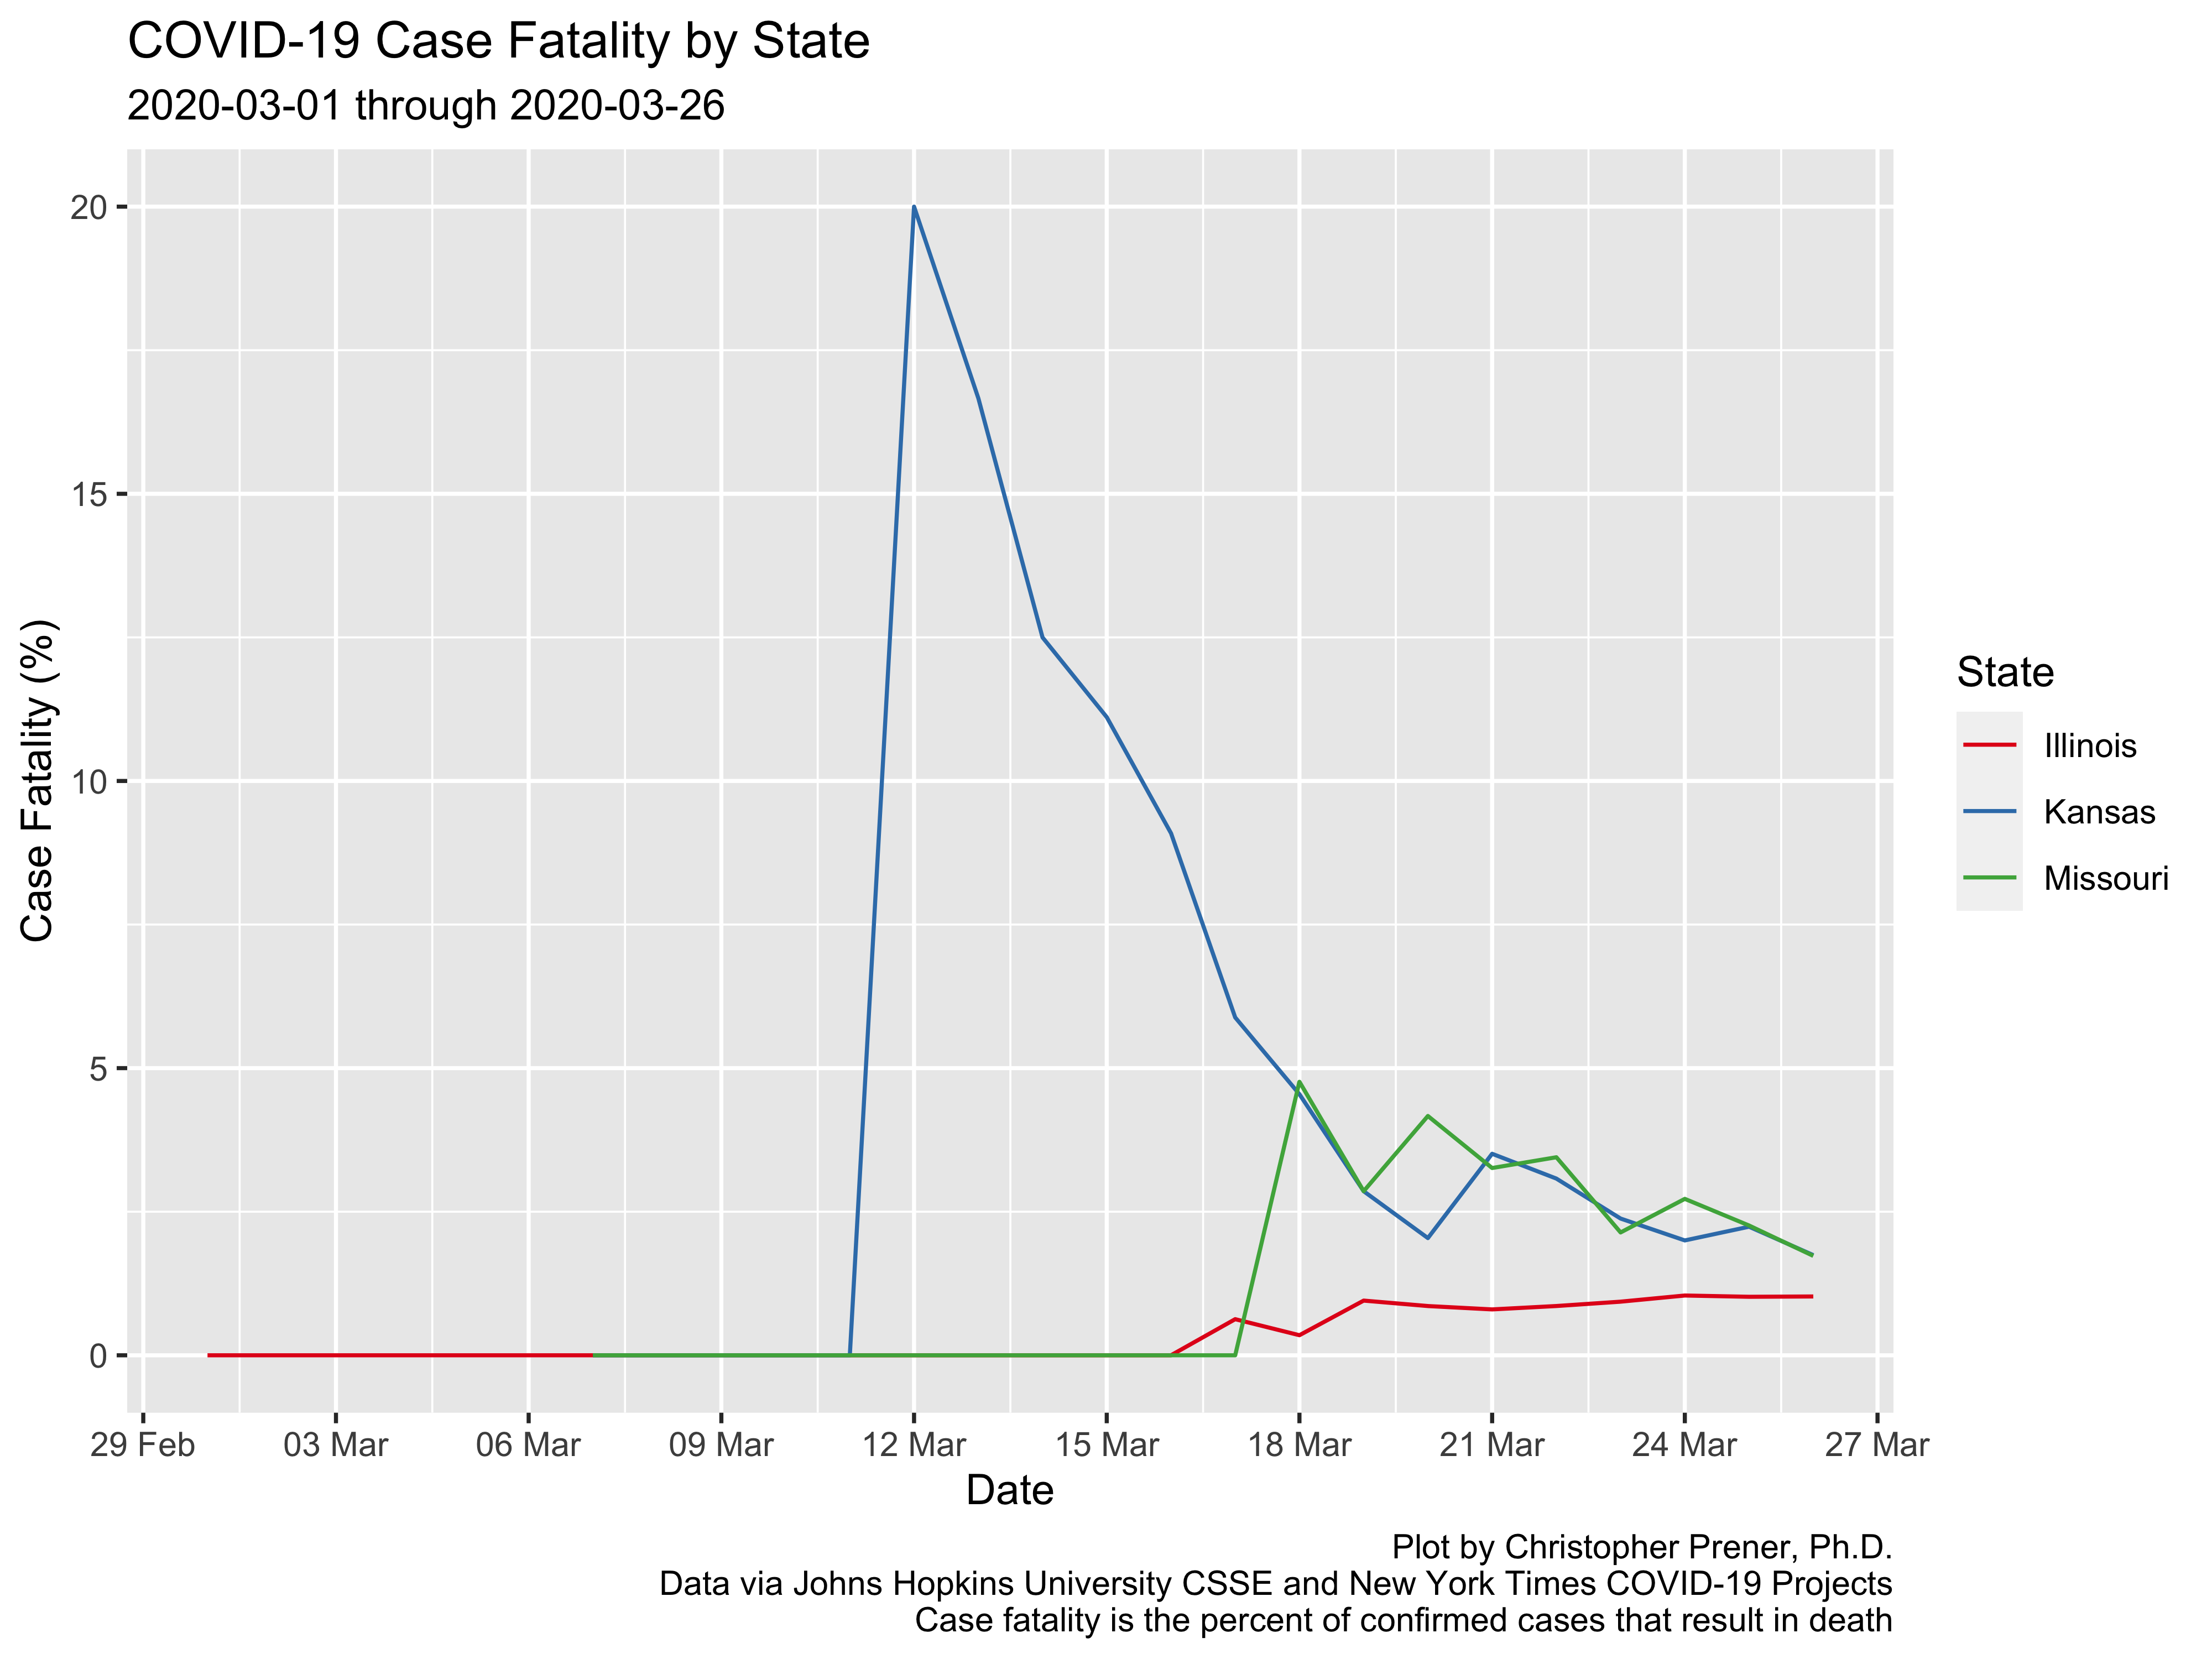 COVID-19 Case Fatality by State
2020-03-01 through 2020-03-26
Case Fatality (%)
20
15
10
5
0
29 Feb
03 Mar
06 Mar
09 Mar
12 Mar
15 Mar
18 Mar
21 Mar
24 Mar
27 Mar
Date
State
Illinois
Kansas
Missouri
Plot by Christopher Prener, Ph.D.
Data via Johns Hopkins University CSSE and New York Times COVID-19 Projects
Case fatality is the percent of confirmed cases that result in death